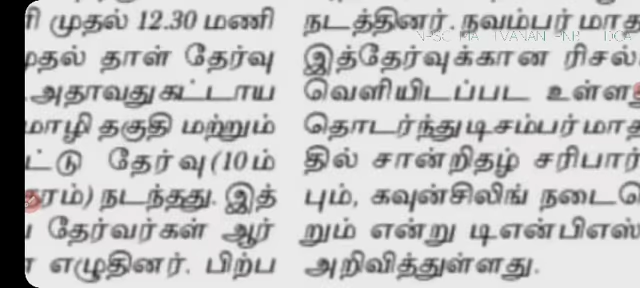 முதல் 12.30 மணி
தாள் தேர்வு
அதாவது கட்டாய
தகுதி மற்றும்
தேர்வு (10ம்
நடந்தது. இத்
தேர்வர்கள் ஆர்
எழுதினர். பிற்ப
நடத்தினர். நவம்பர் மாத
இத்தேர்வுக்கான ரிசல்
வெளியிடப்பட உள்ள
தொடர்ந்து டிசம்பர் மாத
தில் சான்றிதழ் சரிபார்
பும், கவுன்சிலிங் நடைபெ
றும் என்று டிஎன்பிஎஸ்
அறிவித்துள்ளது.